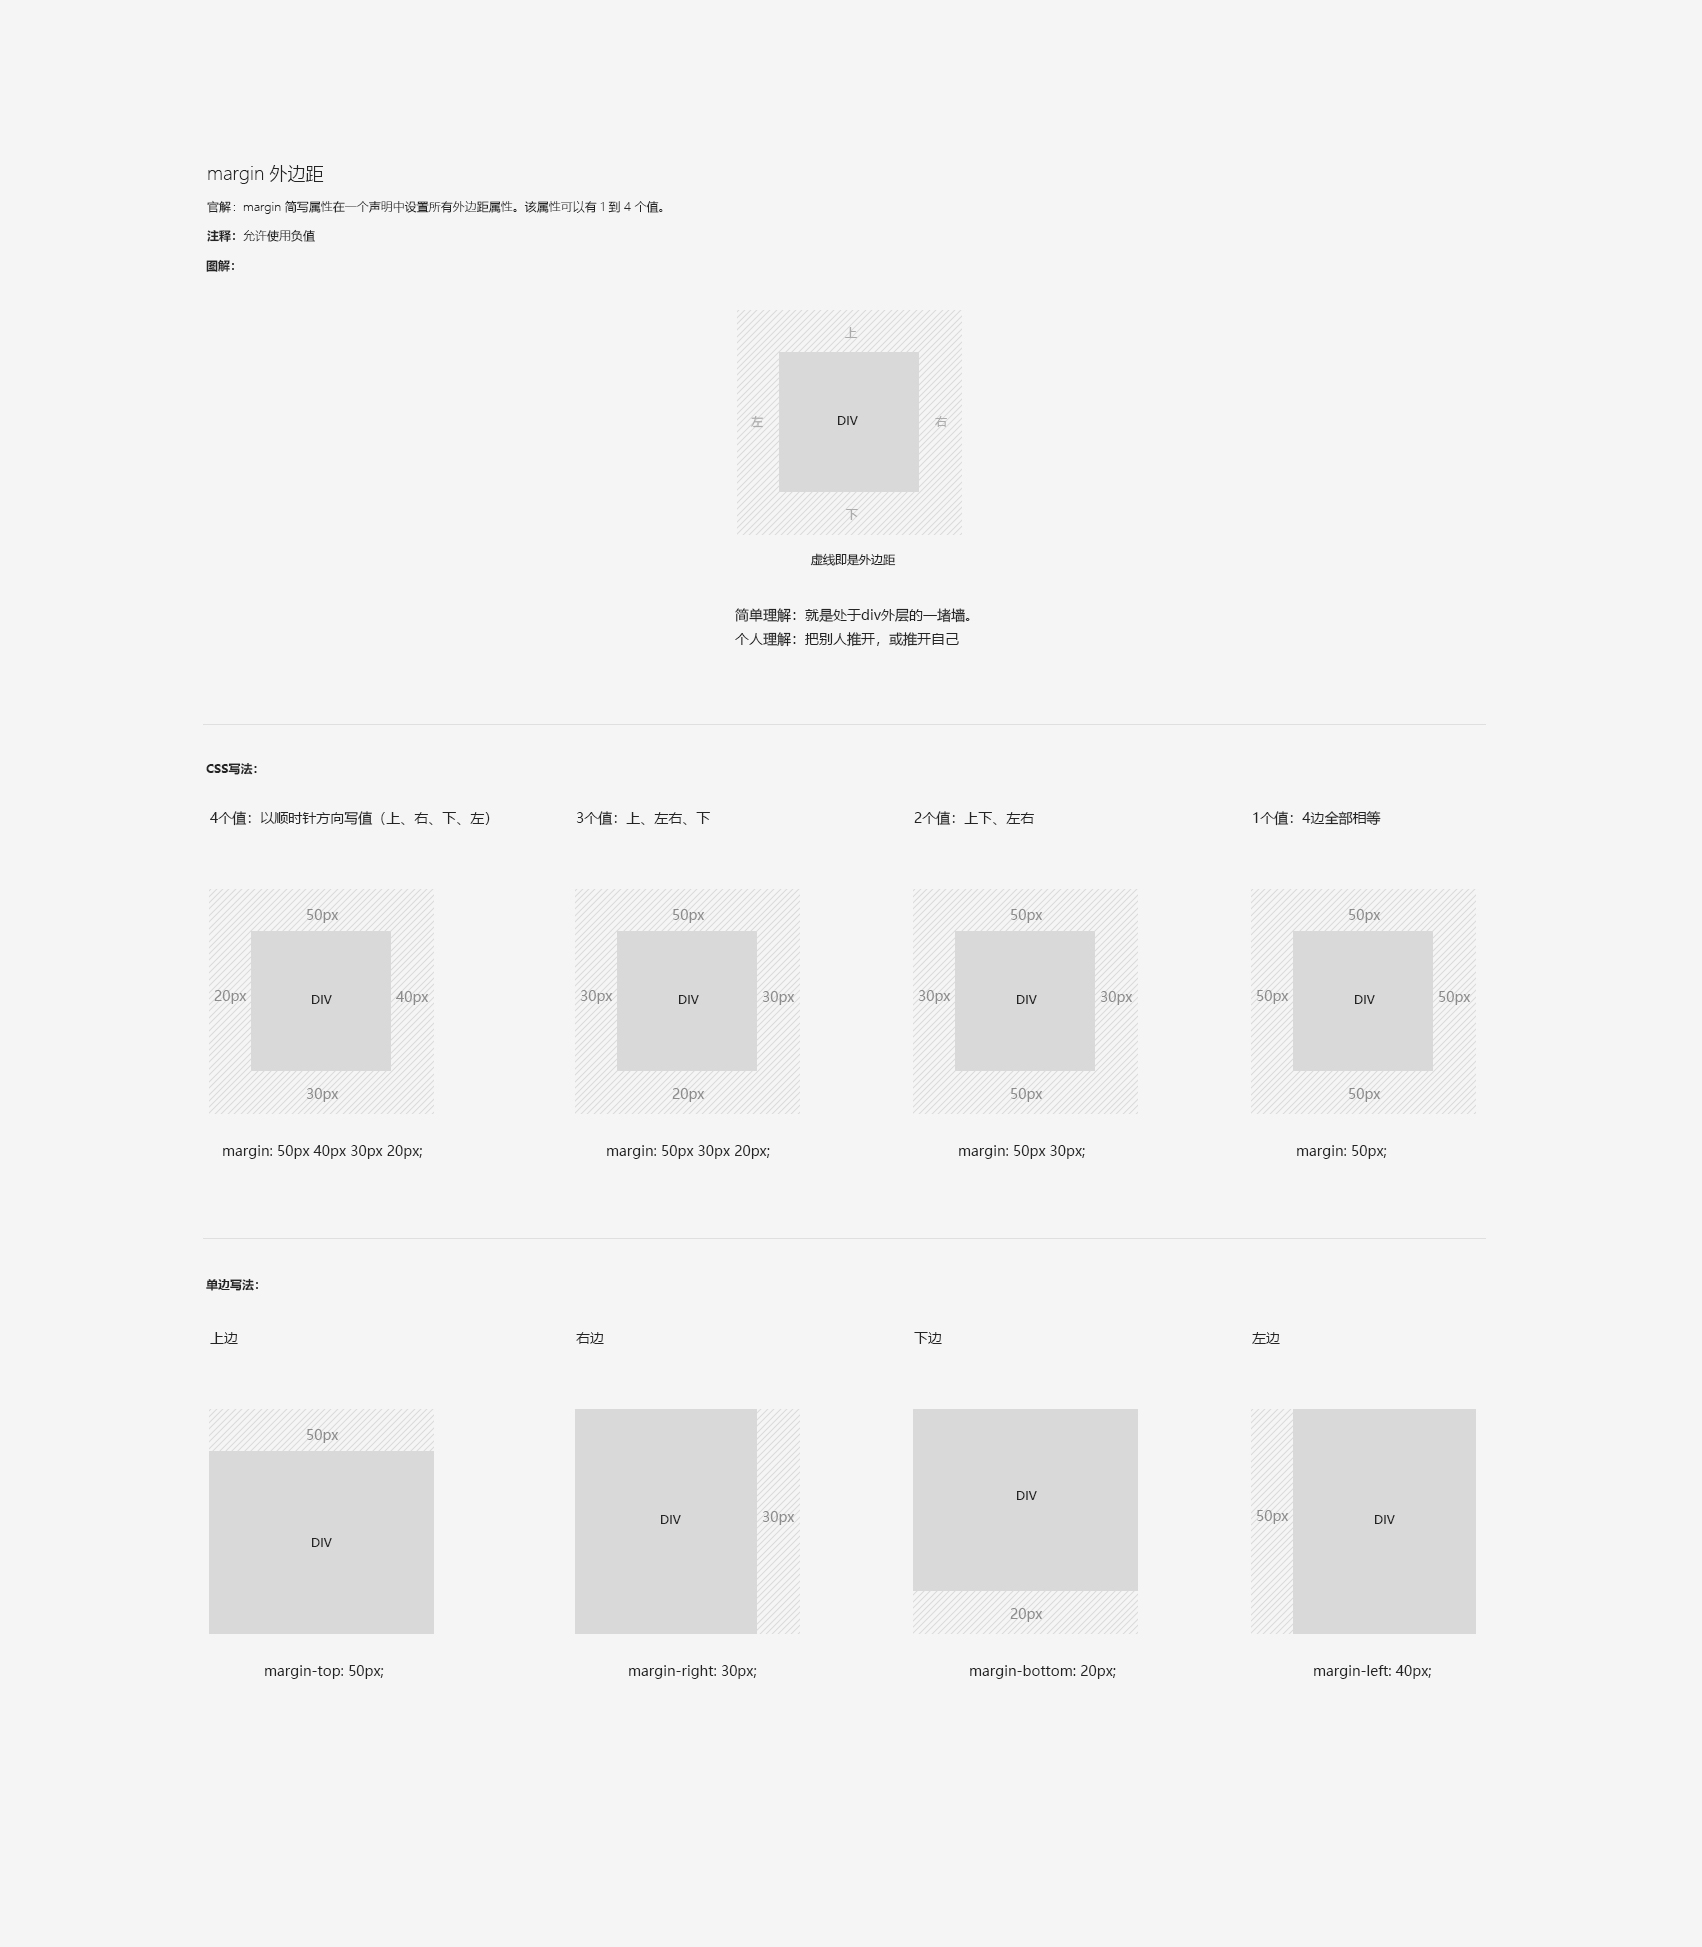 margin 外边距
官解：margin 简写属性在一个声明中设置所有外边距属性。该属性可以有 1 到 4 个值。
注释：允许使用负值
图解：
上
左 DIV 右
下
虚线即是外边距
简单理解：就是处于div外层的一堵墙。
个人理解：把别人推开，或推开自己
CSS写法：
4个值：以顺时针方向写值（上、右、下、左） 3个值：上、左右、下 2个值：上下、左右 1个值：4边全部相等
50px 50px 50px 50px
20px DIV 40px 30px DIV 30px 30px DIV 30px 50px DIV 50px
30px 20px 50px 50px
margin: 50px 40px 30px 20px; margin: 50px 30px 20px; margin: 50px 30px; margin: 50px;
单边写法：
上边 右边 下边 左边
50px
DIV DIV 30px DIV 50px DIV
20px
margin-top: 50px; margin-right: 30px; margin-bottom: 20px; margin-left: 40px;